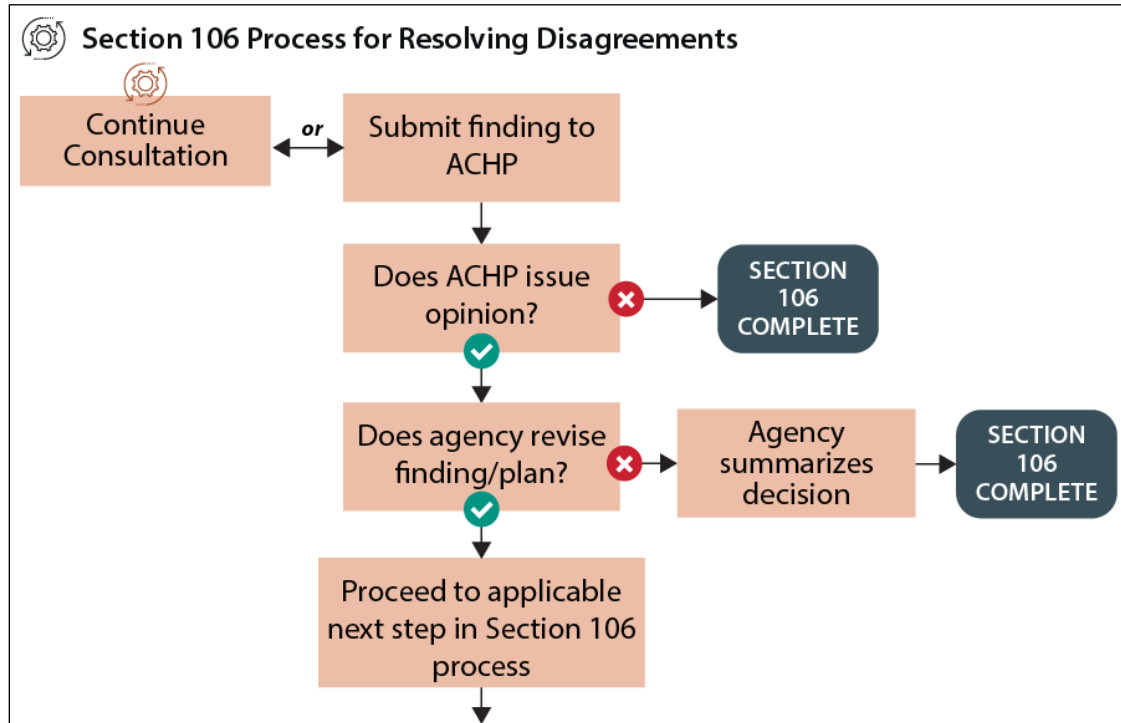 Section 106 Process for Resolving Disagreements
Continue
Consultation
or
Submit finding to
ACHP
Does ACHP issue
opinion?
SECTION
106
COMPLETE
Does agency revise
finding/plan?
Agency
summarizes
decision
SECTION
106
COMPLETE
Proceed to applicable
next step in Section 106
process